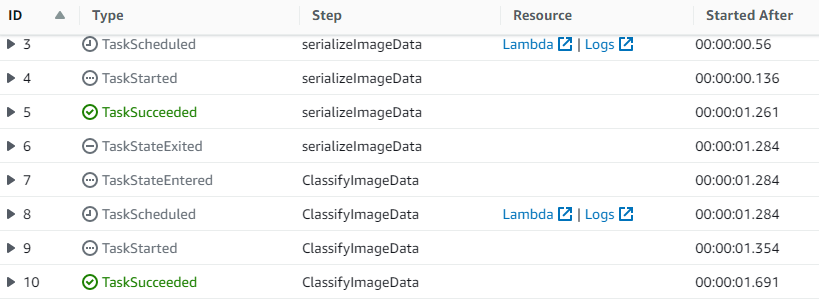 ID Type Step Resource Started After
3 TaskScheduled serializeImageData Lambda | Logs 00:00:00.56
4 TaskStarted serializeImageData 00:00:00.136
5 TaskSucceeded serializeImageData 00:00:01.261
6 TaskStateExited serializeImageData 00:00:01.284
7 TaskStateEntered ClassifyImageData 00:00:01.284
8 TaskScheduled ClassifyImageData Lambda | Logs 00:00:01.284
9 TaskStarted ClassifyImageData 00:00:01.354
10 TaskSucceeded ClassifyImageData 00:00:01.691